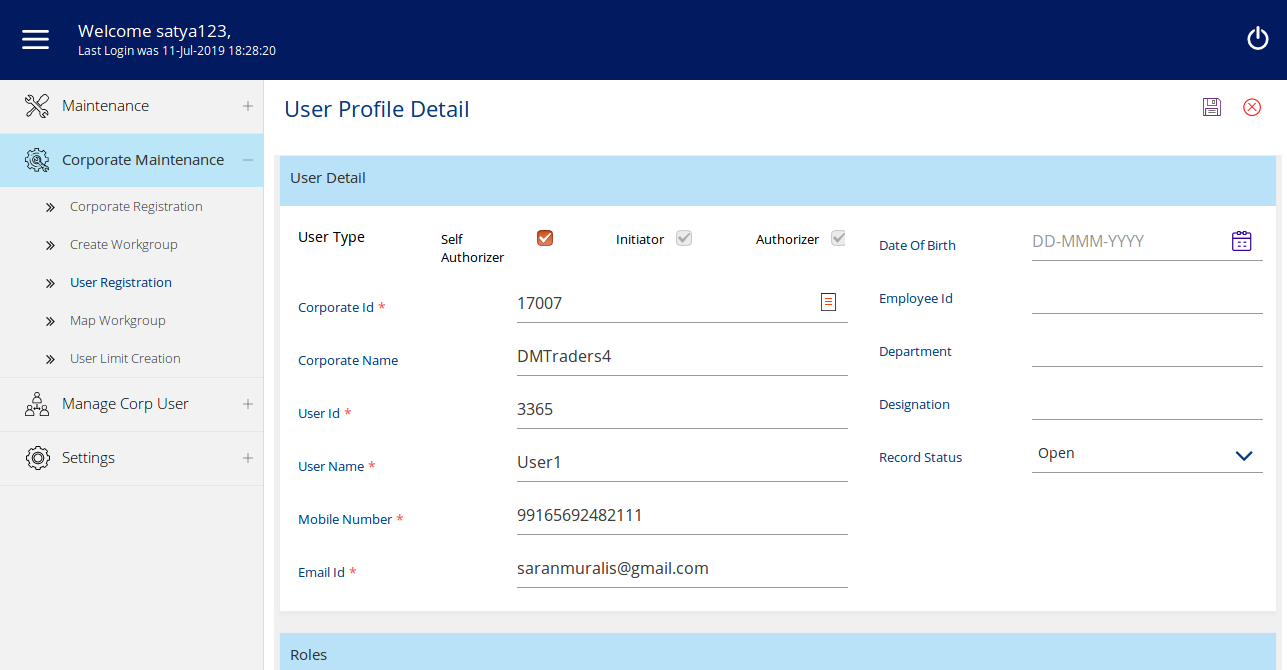 Welcome satya123,
Last Login was 11-Jul-2019 18:28:20
Maintenance
Corporate Maintenance
Corporate Registration
Create Workgroup
User Registration
Map Workgroup
User Limit Creation
Manage Corp User
Settings
User Profile Detail
User Detail
User Type
Self
Authorizer
Initiator
Authorizer
Corporate Id *
17007
Corporate Name
DMTraders4
User Id *
3365
User Name *
User1
Mobile Number *
99165692482111
Email Id *
saranmuralis@gmail.com
Date Of Birth
DD-MMM-YYYY
Employee Id
Department
Designation
Record Status
Open
Roles